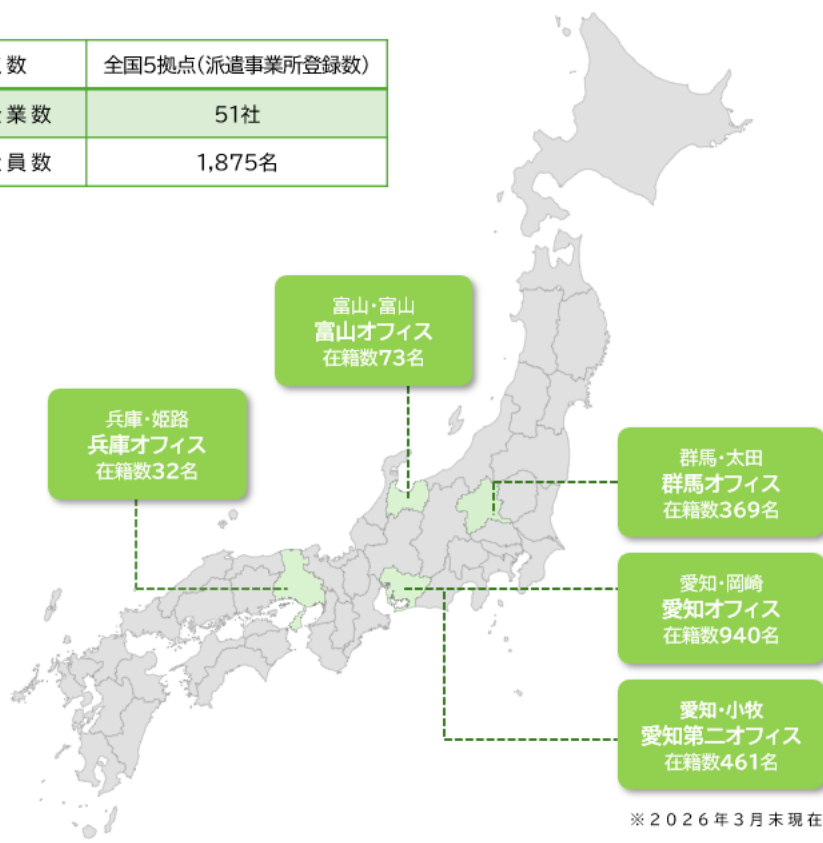 数 全国5拠点(派遣事業所登録数)
業数 51社
員数 1,875名
富山・富山
富山オフィス
在籍数73名
兵庫・姫路
兵庫オフィス
在籍数32名
群馬・太田
群馬オフィス
在籍数369名
愛知・岡崎
愛知オフィス
在籍数940名
愛知・小牧
愛知第二オフィス
在籍数461名
※2026年3月末現在